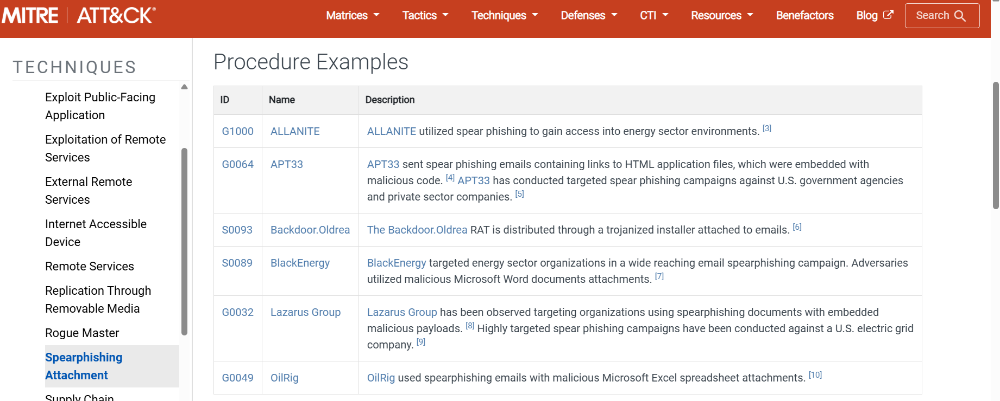 MITRE | ATT&CK®
Matrices
Tactics
Techniques
Defenses
CTI
Resources
Benefactors
Blog
Search
TECHNIQUES
Exploit Public-Facing
Application
Exploitation of Remote
Services
External Remote
Services
Internet Accessible
Device
Remote Services
Replication Through
Removable Media
Rogue Master
Spearphishing
Attachment
Supply Chain
Procedure Examples
ID Name Description
G1000 ALLANITE ALLANITE utilized spear phishing to gain access into energy sector environments. [3]
G0064 APT33 APT33 sent spear phishing emails containing links to HTML application files, which were embedded with
malicious code. [4] APT33 has conducted targeted spear phishing campaigns against U.S. government agencies
and private sector companies. [5]
S0093 Backdoor.Oldrea The Backdoor.Oldrea RAT is distributed through a trojanized installer attached to emails. [6]
S0089 BlackEnergy BlackEnergy targeted energy sector organizations in a wide reaching email spearphishing campaign. Adversaries
utilized malicious Microsoft Word documents attachments. [7]
G0032 Lazarus Group Lazarus Group has been observed targeting organizations using spearphishing documents with embedded
malicious payloads. [8] Highly targeted spear phishing campaigns have been conducted against a U.S. electric grid
company. [9]
G0049 OilRig OilRig used spearphishing emails with malicious Microsoft Excel spreadsheet attachments. [10]